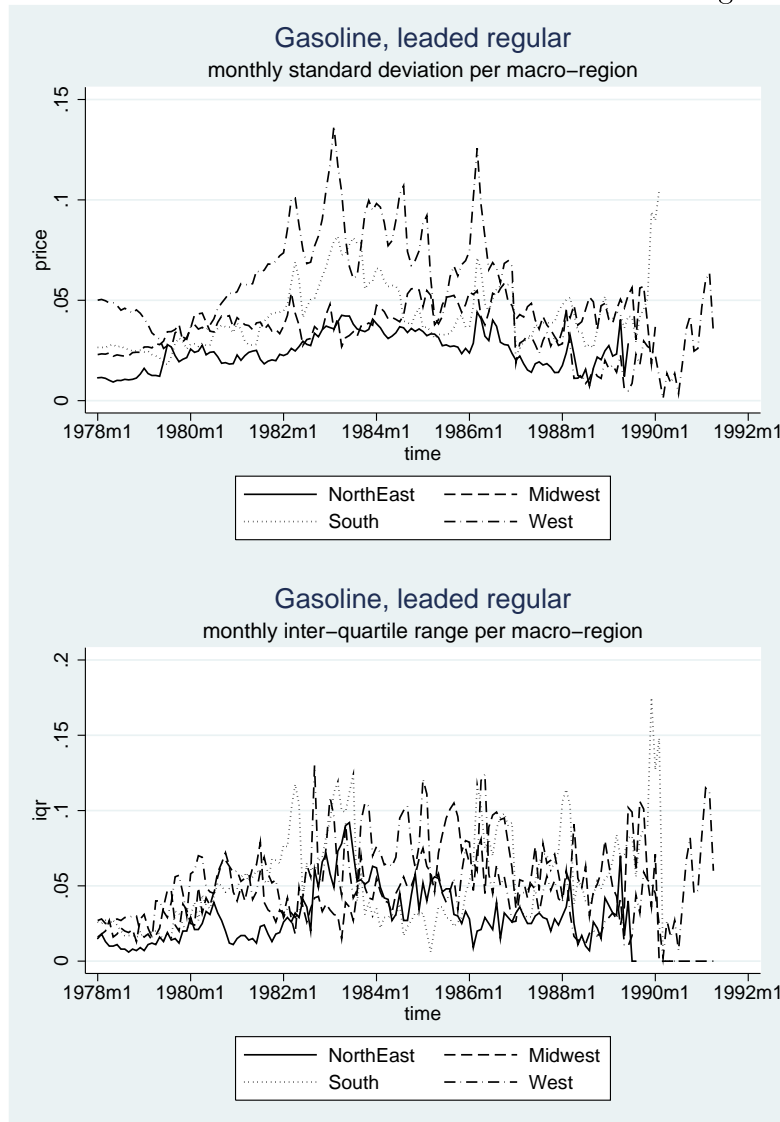 Gasoline, leaded regular
monthly standard deviation per macro−region
.15
.1
.05
0
price
1978m1 1980m1 1982m1 1984m1 1986m1 1988m1 1990m1 1992m1
time
NorthEast Midwest
South West
Gasoline, leaded regular
monthly inter−quartile range per macro−region
.2
.15
.1
.05
0
iqr
1978m1 1980m1 1982m1 1984m1 1986m1 1988m1 1990m1 1992m1
time
NorthEast Midwest
South West